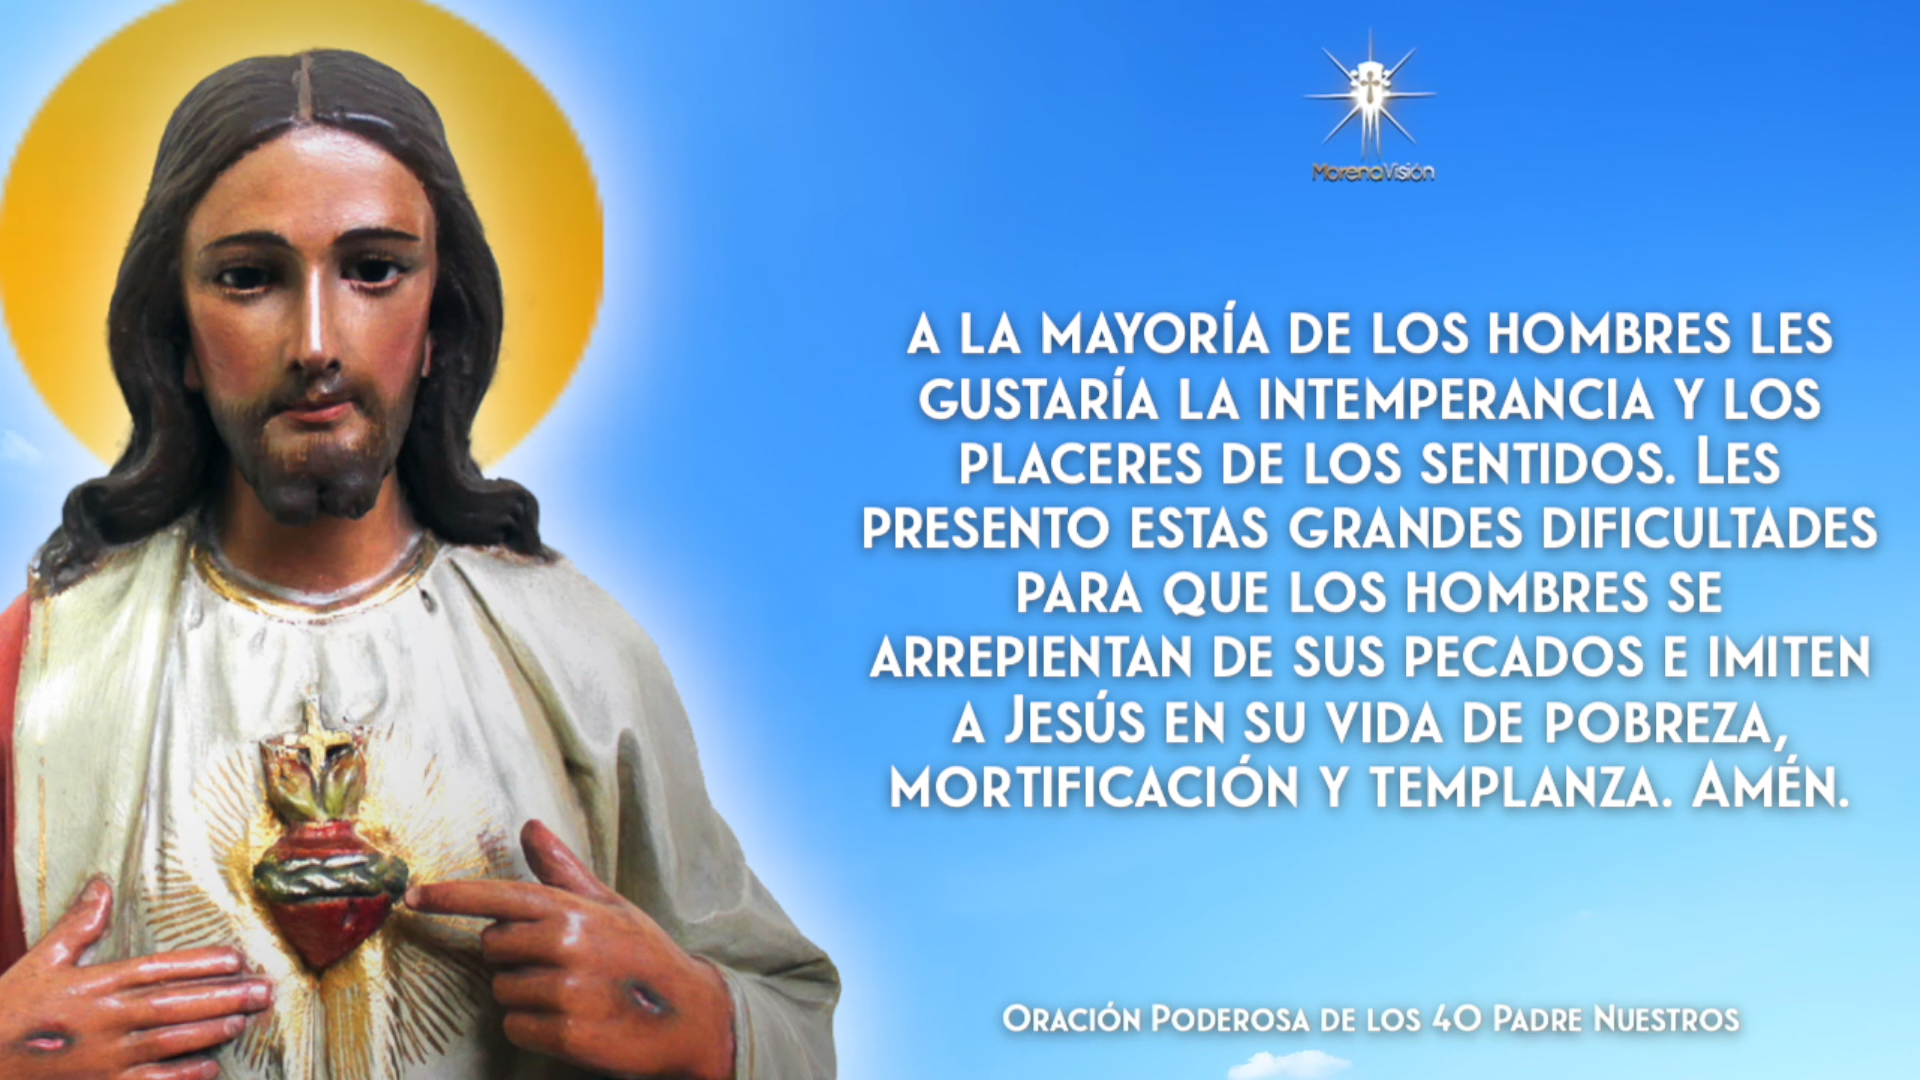 MorenaVisión
A LA MAYORÍA DE LOS HOMBRES LES
GUSTARÍA LA INTEMPERANCIA Y LOS
PLACERES DE LOS SENTIDOS. LES
PRESENTO ESTAS GRANDES DIFICULTADES
PARA QUE LOS HOMBRES SE
ARREPIENTAN DE SUS PECADOS E IMITEN
A JESÚS EN SU VIDA DE POBREZA,
MORTIFICACIÓN Y TEMPLANZA. AMÉN.
ORACIÓN PODEROSA DE LOS 40 PADRE NUESTROS